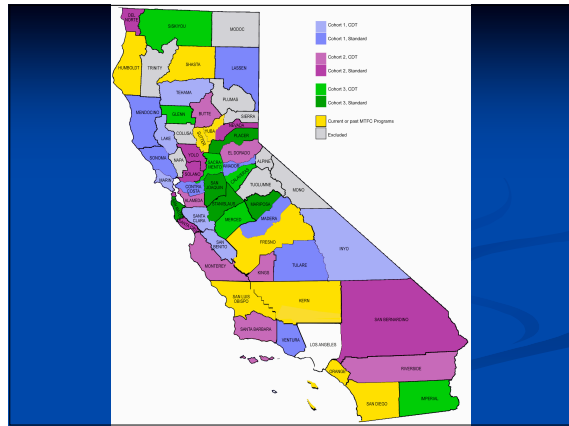 DEL
NORTE
SISKIYOU
MODOC
Cohort 1, CDT
Cohort 1, Standard
Cohort 2, CDT
Cohort 2, Standard
Cohort 3, CDT
Cohort 3, Standard
Current or past MTFC Programs
Excluded
HUMBOLDT
TRINITY
SHASTA
LASSEN
TEHAMA
PLUMAS
MENDOCINO
GLENN
BUTTE
SIERRA
NEVADA
YUBA
SUTTER
PLACER
LAKE
COLUSA
EL DORADO
YOLO
SONOMA
NAPA
SACRA
MENTO
ALPINE
SOLANO
AMADOR
CALAVERAS
MARIN
CONTRA
COSTA
SAN
JOAQUIN
TUOLUMNE
MONO
ALAMEDA
STANISLAUS
MARIPOSA
SANTA
CLARA
MERCED
MADERA
SAN
BENITO
FRESNO
INYO
MONTEREY
KINGS
TULARE
SAN LUIS
OBISPO
KERN
SAN BERNARDINO
SANTA BARBARA
VENTURA
LOS ANGELES
ORANGE
RIVERSIDE
SAN DIEGO
IMPERIAL